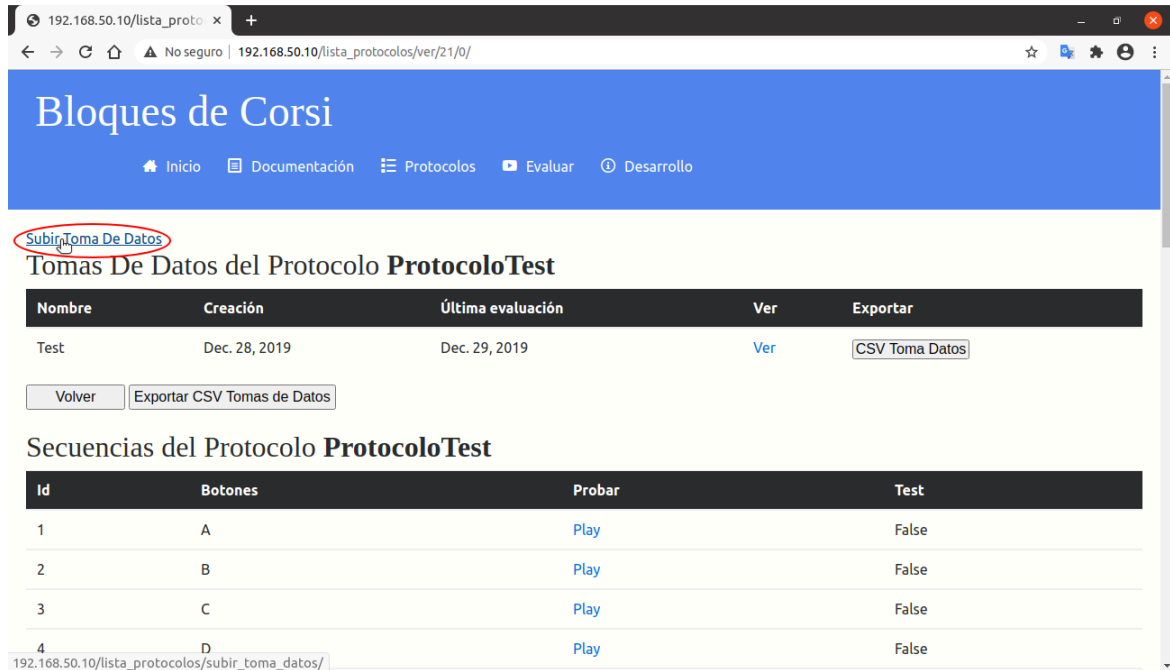 192.168.50.10/lista_proto
No seguro 192.168.50.10/lista_protocolos/ver/21/0/
Bloques de Corsi
Inicio Documentación Protocolos Evaluar Desarrollo
Subir Toma De Datos
Tomas De Datos del Protocolo ProtocoloTest
Nombre Creación Última evaluación Ver Exportar
Test Dec. 28, 2019 Dec. 29, 2019 Ver CSV Toma Datos
Volver Exportar CSV Tomas de Datos
Secuencias del Protocolo ProtocoloTest
Id Botones Probar Test
1 A Play False
2 B Play False
3 C Play False
4 D Play False
192.168.50.10/lista_protocolos/subir_toma_datos/